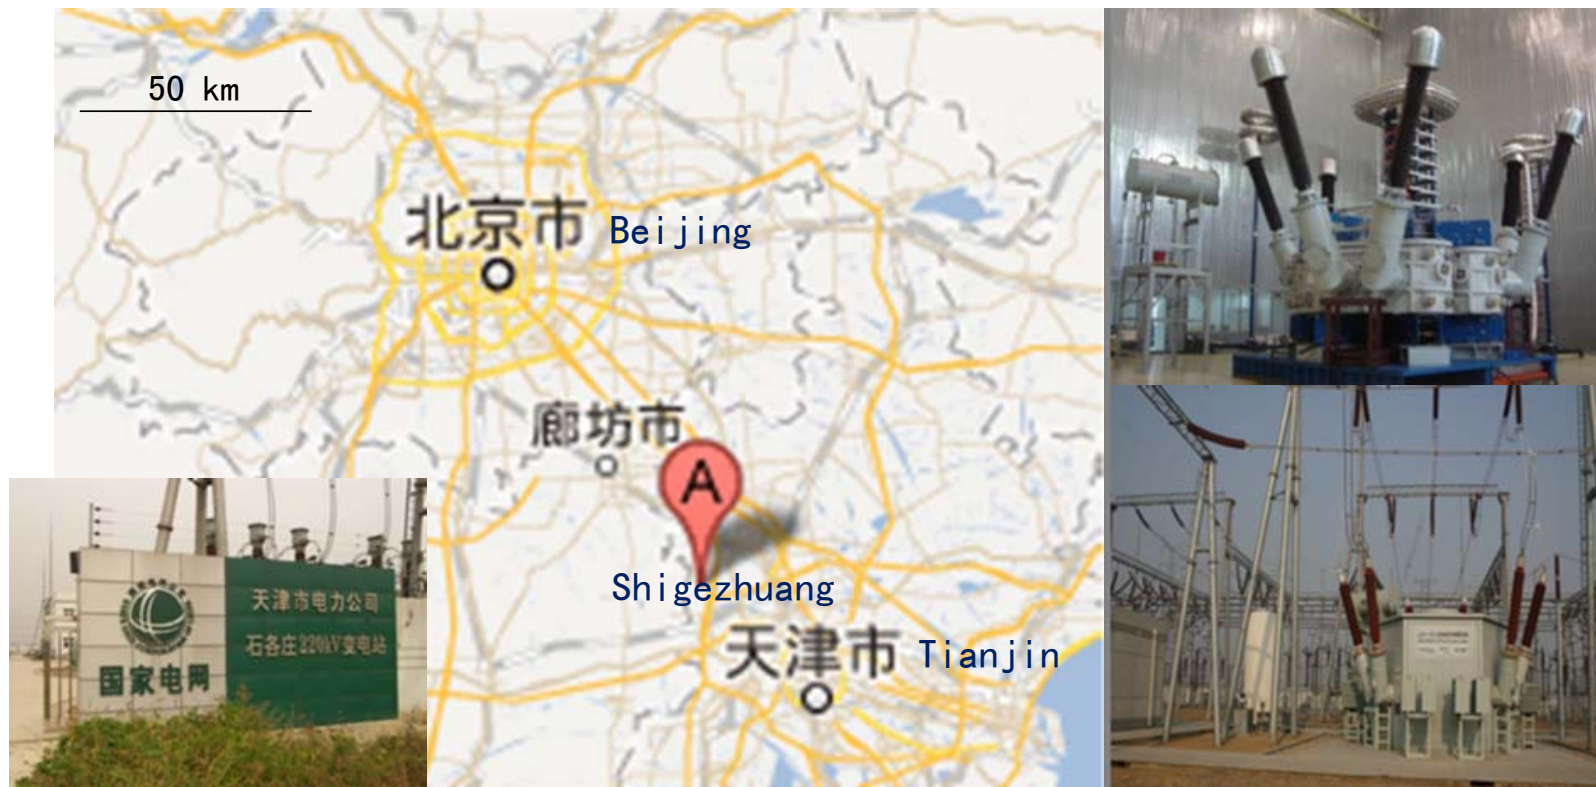 50 km
北京市
Beijing
廊坊市
A
Shigezhuang
天津市
Tianjin
国家电网
天津市电力公司
石各庄220kV变电站